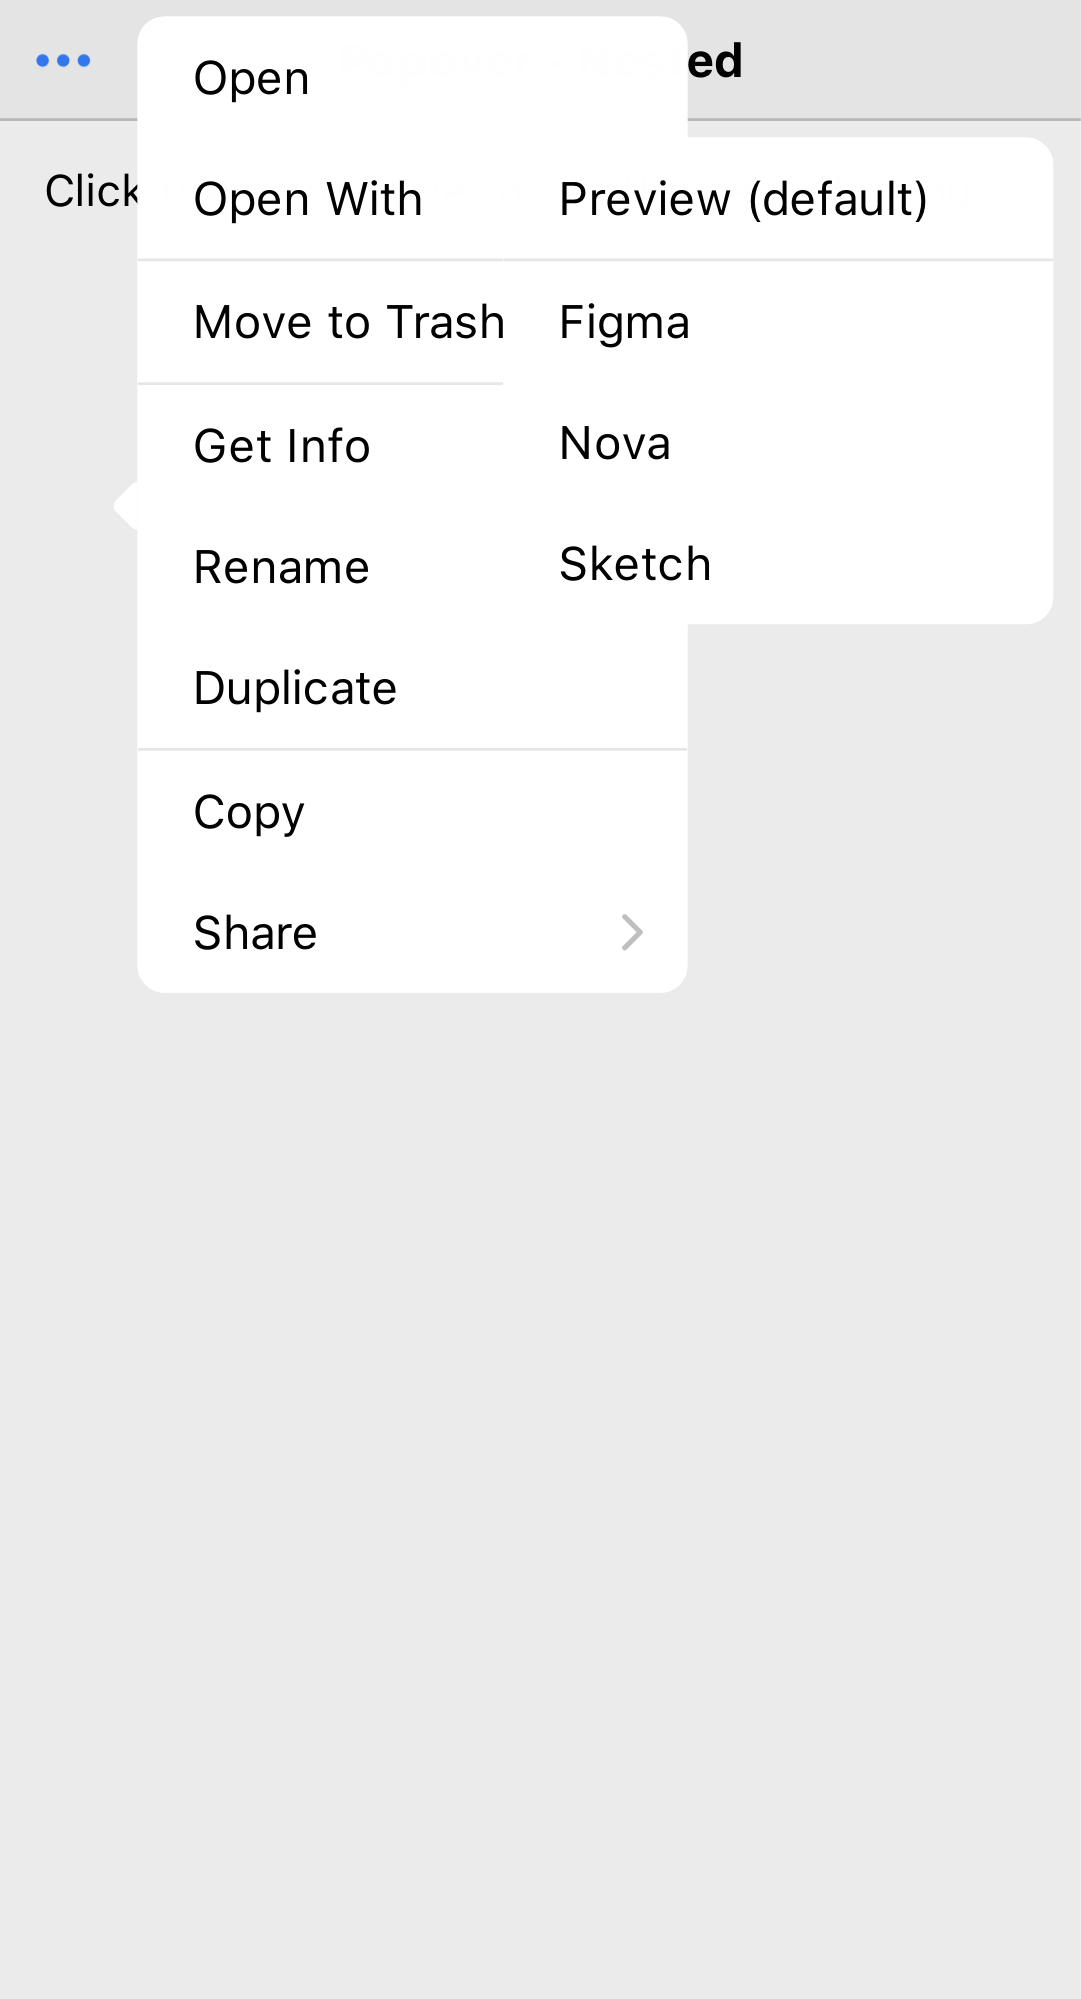 ed
Click
Open
Open With
Move to Trash
Get Info
Rename
Duplicate
Copy
Share
Preview (default)
Figma
Nova
Sketch